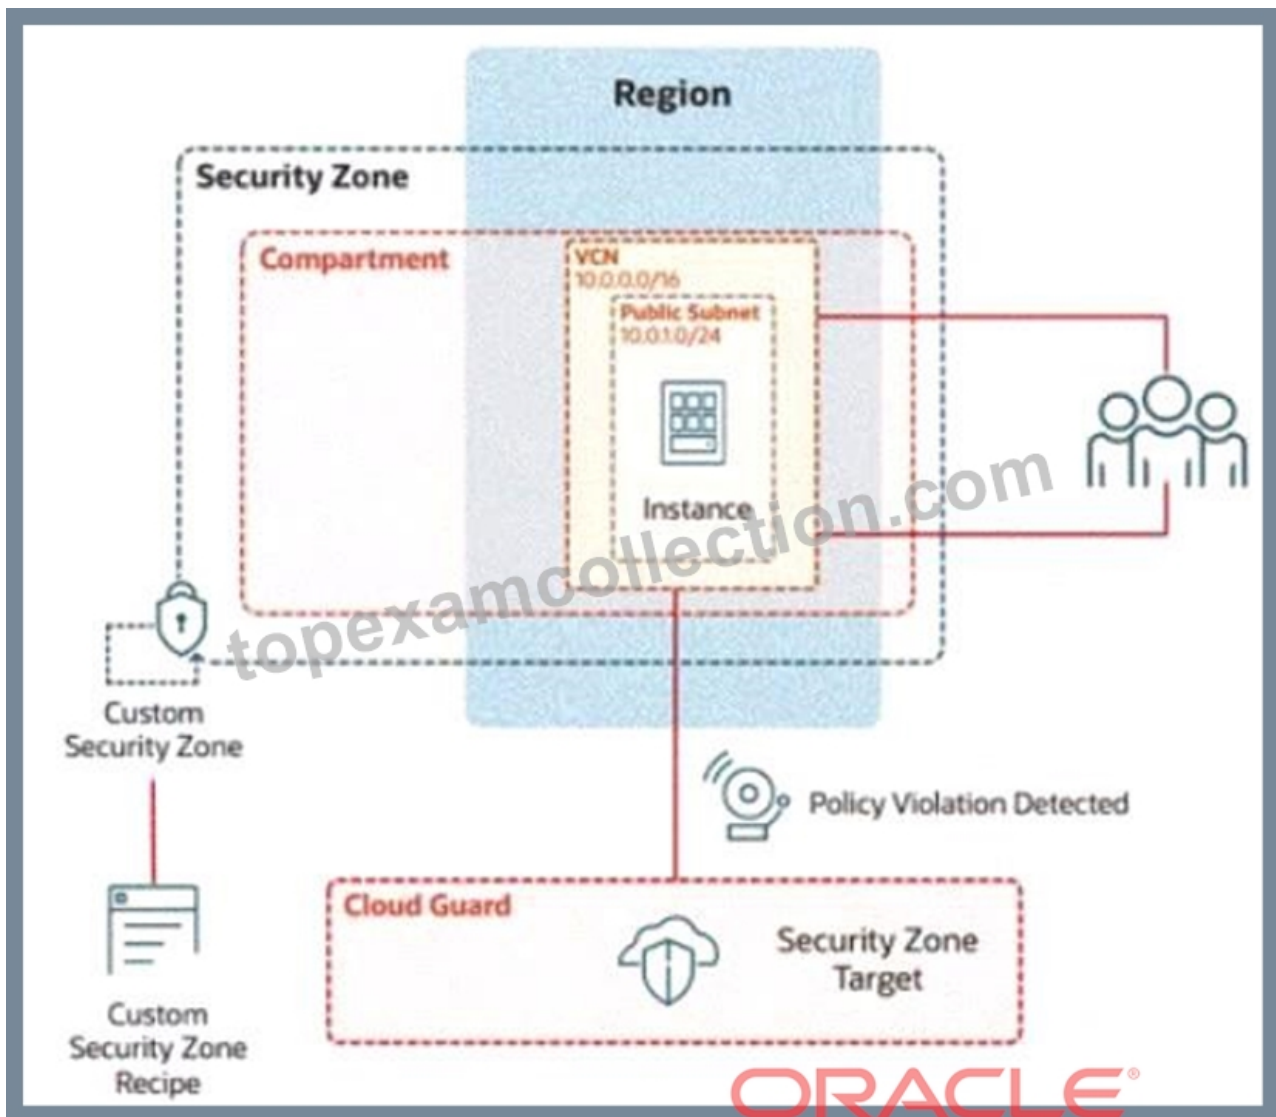 Region
Security Zone
Compartment
VCN
10.0.0.0/16
Public Subnet
10.0.1.0/24
Instance
topexamcollection.com
Custom
Security Zone
Policy Violation Detected
Cloud Guard
Security Zone
Target
Custom
Security Zone
Recipe
ORACLE®